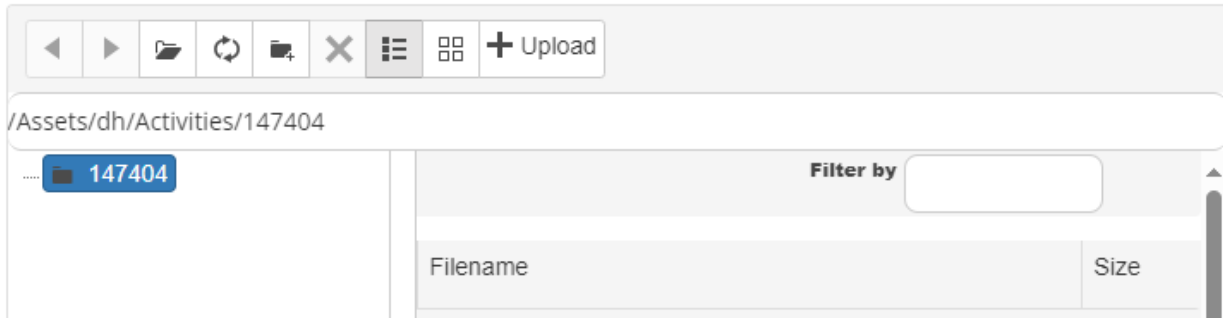 Upload
/Assets/dh/Activities/147404
147404
Filter by
Filename Size